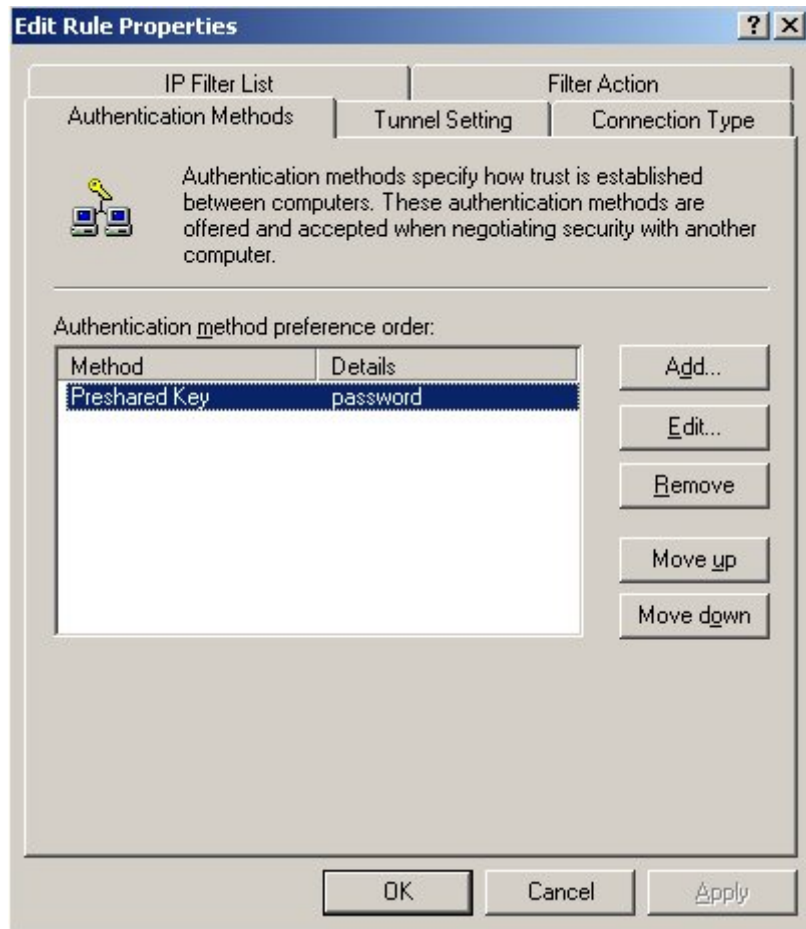 Edit Rule Properties
IP Filter List
Filter Action
Authentication Methods
Tunnel Setting
Connection Type
Authentication methods specify how trust is established
between computers. These authentication methods are
offered and accepted when negotiating security with another
computer.
Authentication method preference order:
Method Details
Preshared Key password
Add...
Edit...
Remove
Move up
Move down
OK
Cancel
Apply